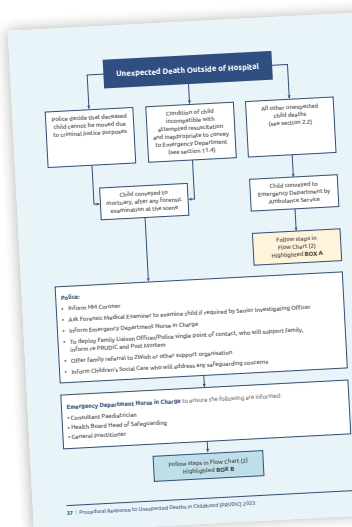 Unexpected Death Outside of Hospital
Police decide that deceased
child cannot be moved due
to criminal justice purposes
Condition of child
incompatible with
attempted resuscitation
and inappropriate to convey
to Emergency Department
(see section 11.4)
All other unexpected
child deaths
(see section 2.2)
Child conveyed to
mortuary, after any forensic
examination at the scene
Child conveyed to
Emergency Department by
Ambulance Service
Follow steps in
Flow Chart (2)
Highlighted BOX A
Police:
• Inform HM Coroner
• Ask Forensic Medical Examiner to examine child if required by Senior Investigating Officer
• Inform Emergency Department Nurse in Charge
• To deploy Family Liaison Officer/Police single point of contact, who will support family,
inform re PRUDiC and Post Mortem
• Offer family referral to 2Wish or other support organisation
• Inform Children's Social Care who will address any safeguarding concerns
Emergency Department Nurse in Charge to ensure the following are informed:
• Consultant Paediatrician
• Health Board Head of Safeguarding
• General Practitioner
Follow steps in Flow Chart (2)
Highlighted BOX B
37 | Procedural Response to Unexpected Deaths in Childhood (PRUDiC) 2023